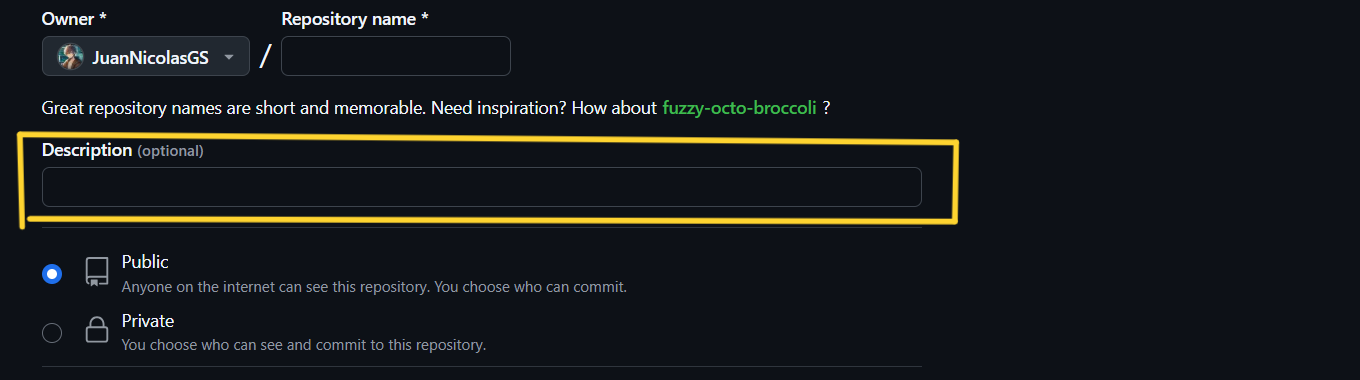 Owner * Repository name *
JuanNicolasGS /
Great repository names are short and memorable. Need inspiration? How about fuzzy-octo-broccoli ?
Description (optional)
Public
Anyone on the internet can see this repository. You choose who can commit.
Private
You choose who can see and commit to this repository.